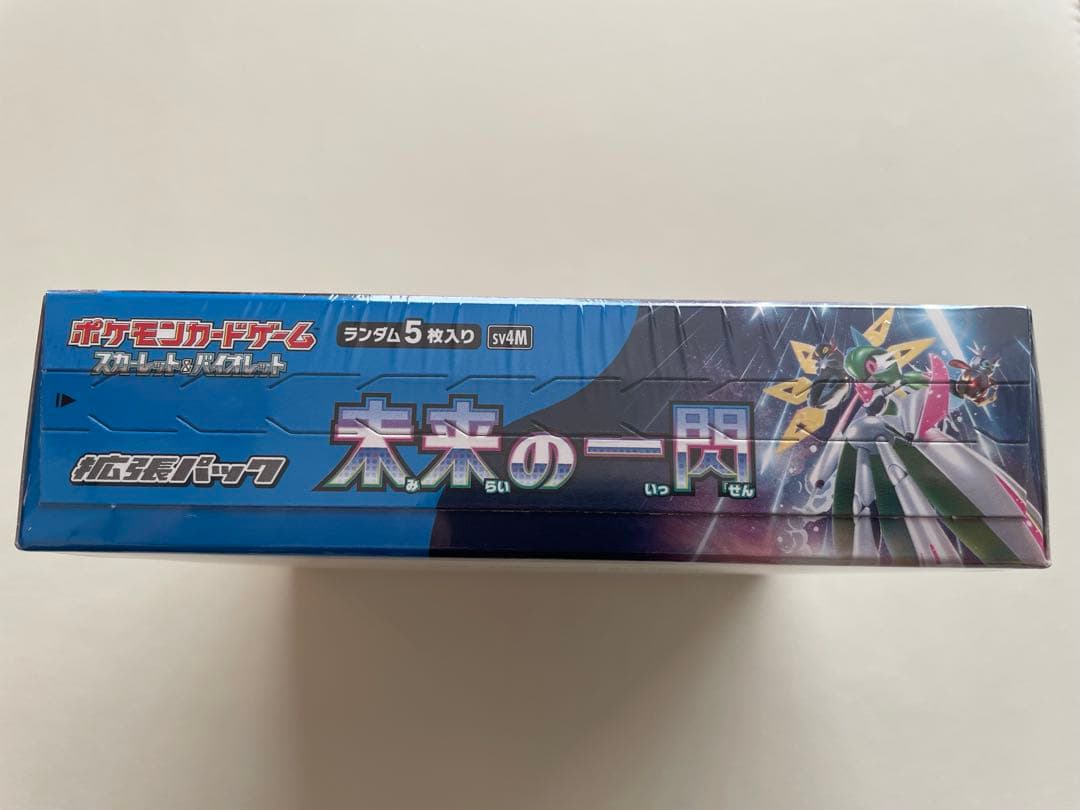 ポケモンカードゲーム
スカーレット&バイオレット
ランダム5枚入り SV4M
拡張パック
未来の一閃
みらい いっせん